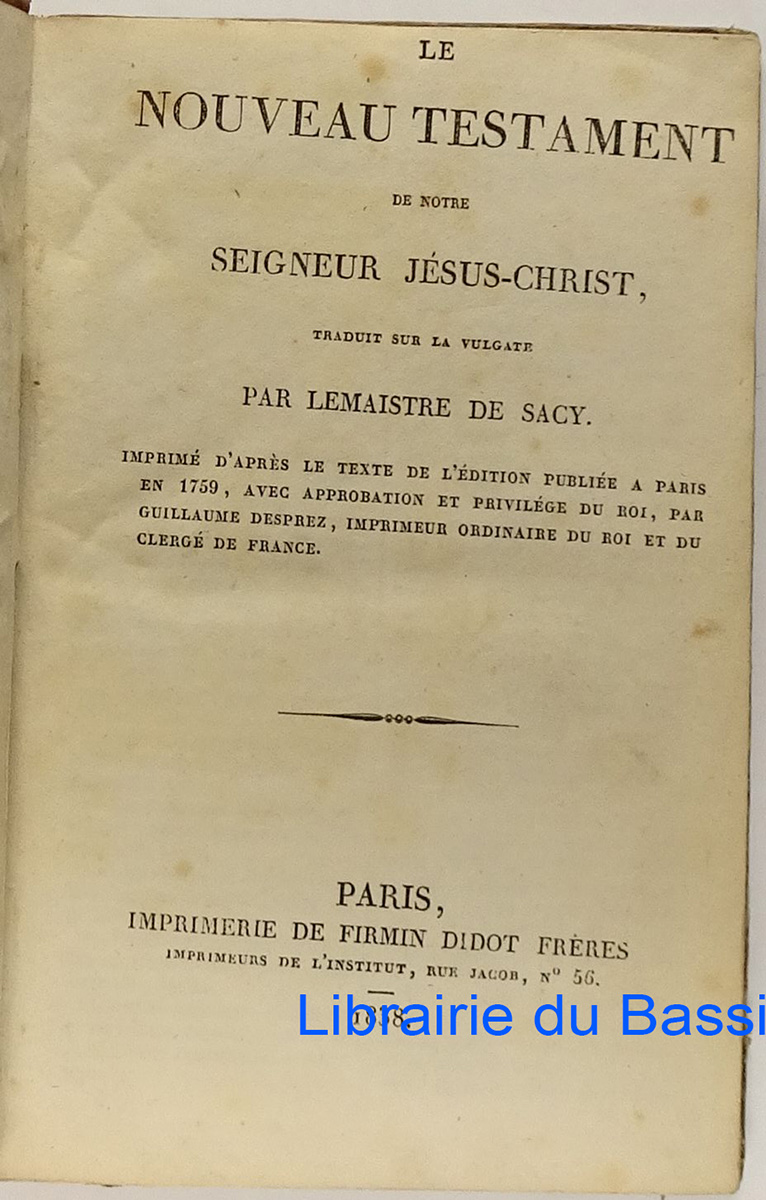 LE
NOUVEAU TESTAMENT
DE NOTRE
SEIGNEUR JÉSUS-CHRIST,
TRADUIT SUR LA VULGATE
PAR LEMAISTRE DE SACY.
IMPRIMÉ D'APRÈS LE TEXTE DE L'ÉDITION PUBLIÉE A PARIS
EN 1759, AVEC APPROBATION ET PRIVILÉGE DU ROI, PAR
GUILLAUME DESPREZ, IMPRIMEUR ORDINAIRE DU ROI ET DU
CLERGÉ DE FRANCE.
PARIS,
IMPRIMERIE DE FIRMIN DIDOT FRÈRES
IMPRIMEURS DE L'INSTITUT, RUE JACOB, Nº 56.
Librairie du Bassi